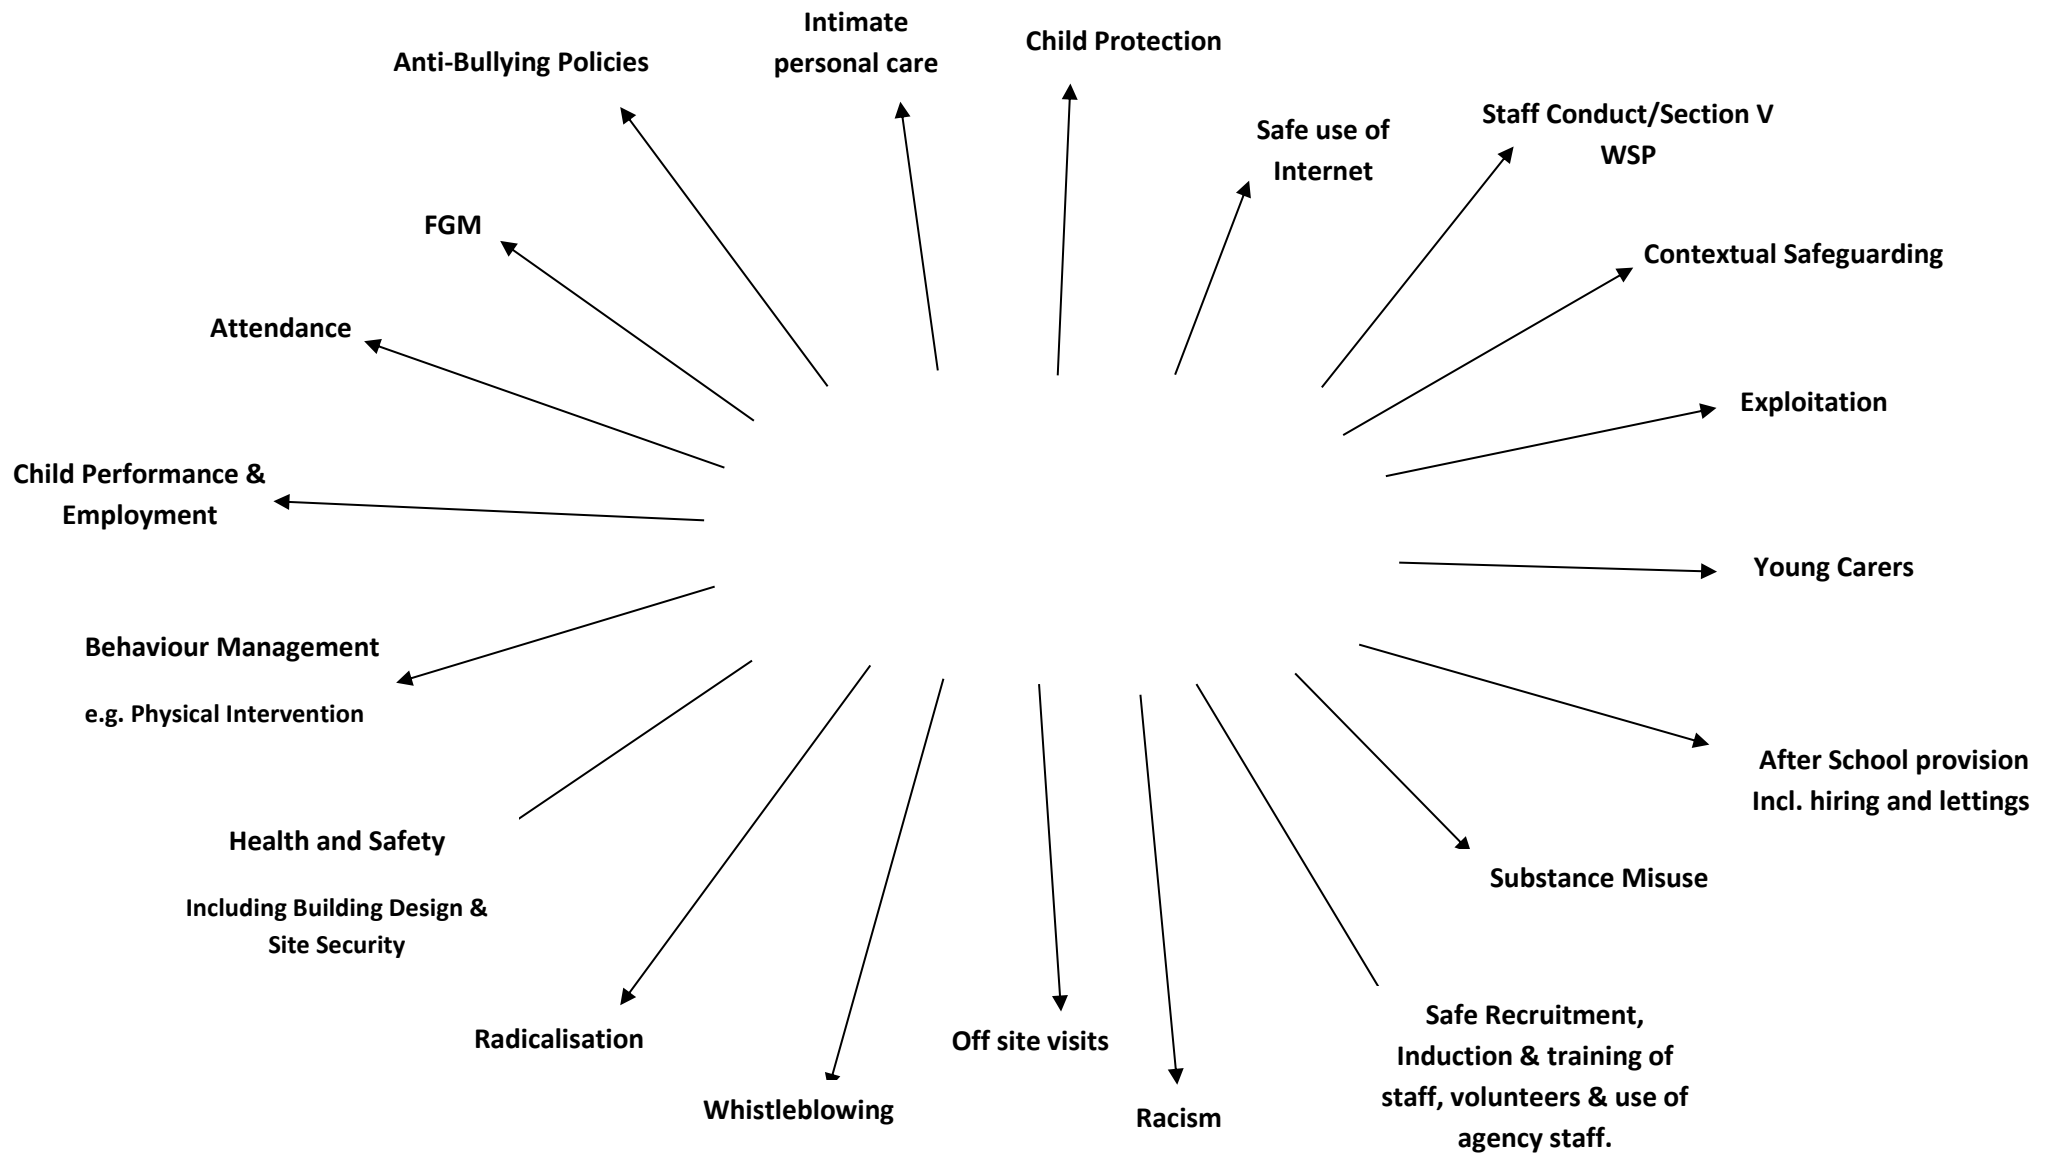 Intimate
personal care
Child Protection
Anti-Bullying Policies
Staff Conduct/Section V
WSP
Safe use of
Internet
FGM
Contextual Safeguarding
Attendance
Exploitation
Child Performance &
Employment
Young Carers
Behaviour Management
e.g. Physical Intervention
After School provision
Incl. hiring and lettings
Health and Safety
Including Building Design &
Site Security
Substance Misuse
Radicalisation
Off site visits
Safe Recruitment,
Induction & training of
staff, volunteers & use of
agency staff.
Whistleblowing
Racism